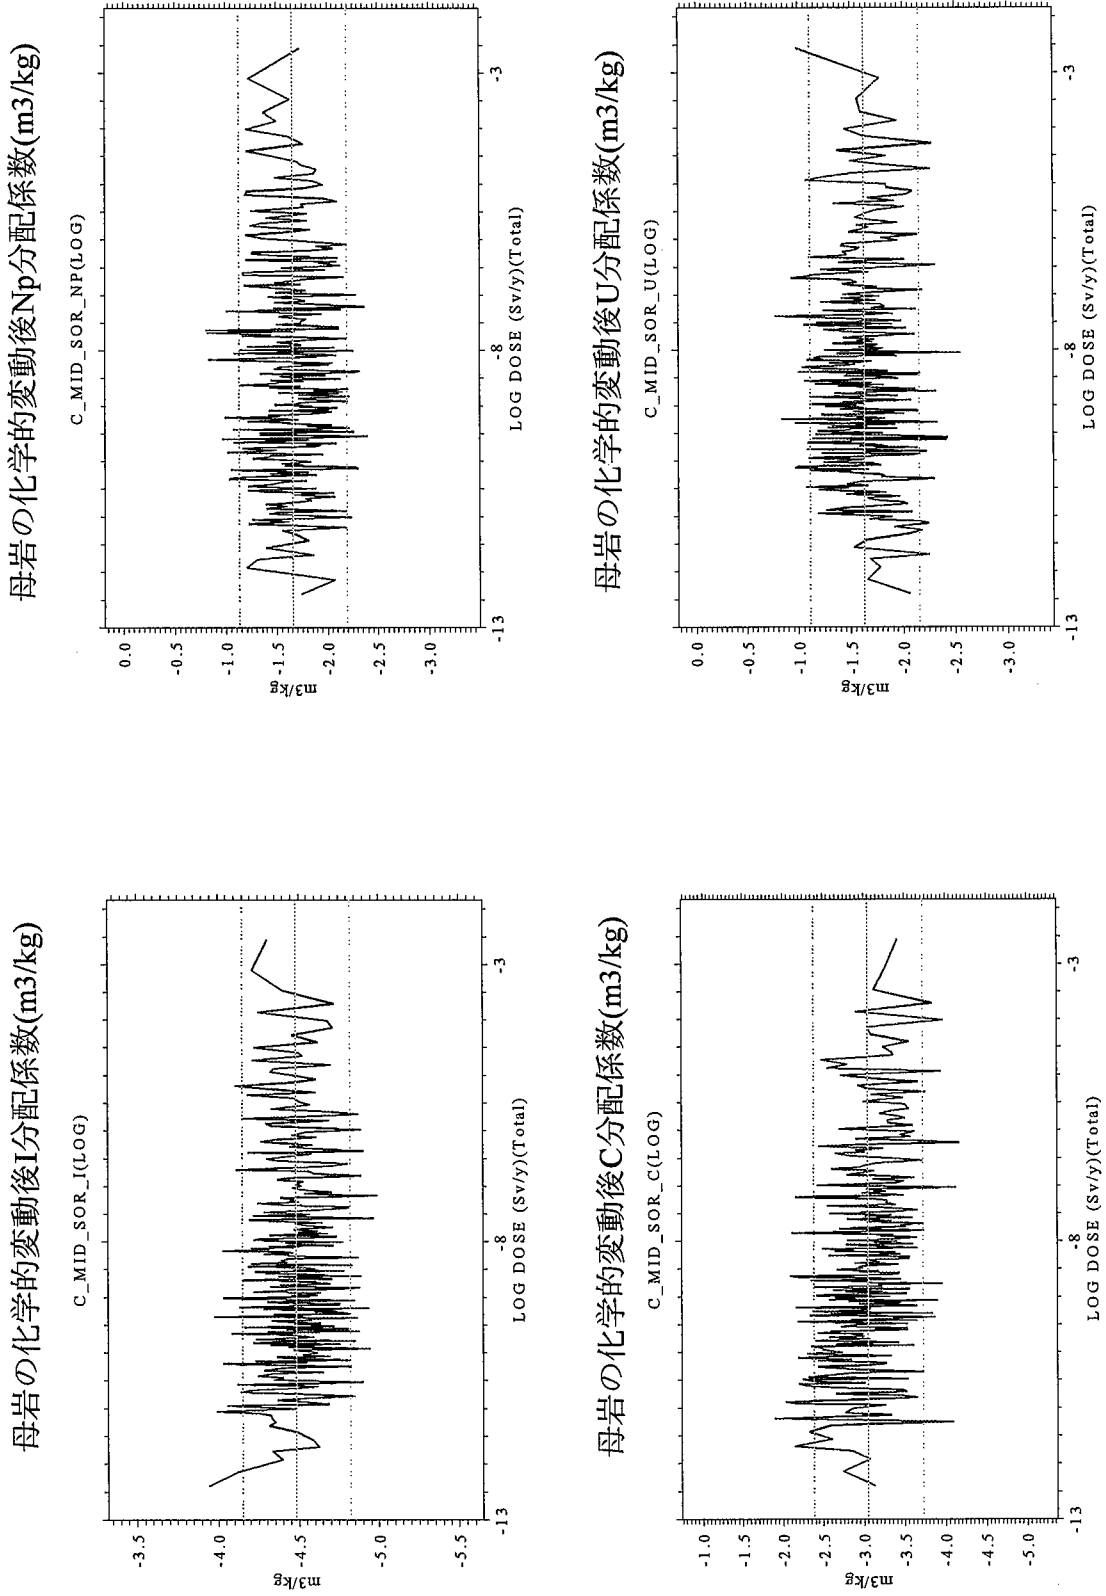 母岩の化学的変動後I分配係数(m3/kg)
C_MID_SOR_I(LOG)
-3.5
-4.0
-4.5
-5.0
-5.5
m3/kg
-13
-8
-3
LOG DOSE (Sv/y)(Total)
母岩の化学的変動後Np分配係数(m3/kg)
C_MID_SOR_NP(LOG)
0.0
-0.5
-1.0
-1.5
-2.0
-2.5
-3.0
m3/kg
-13
-8
-3
LOG DOSE (Sv/y)(Total)
母岩の化学的変動後C分配係数(m3/kg)
C_MID_SOR_C(LOG)
-1.0
-1.5
-2.0
-2.5
-3.0
-3.5
-4.0
-4.5
-5.0
m3/kg
-13
-8
-3
LOG DOSE (Sv/y)(Total)
母岩の化学的変動後U分配係数(m3/kg)
C_MID_SOR_U(LOG)
0.0
-0.5
-1.0
-1.5
-2.0
-2.5
-3.0
m3/kg
-13
-8
-3
LOG DOSE (Sv/y)(Total)